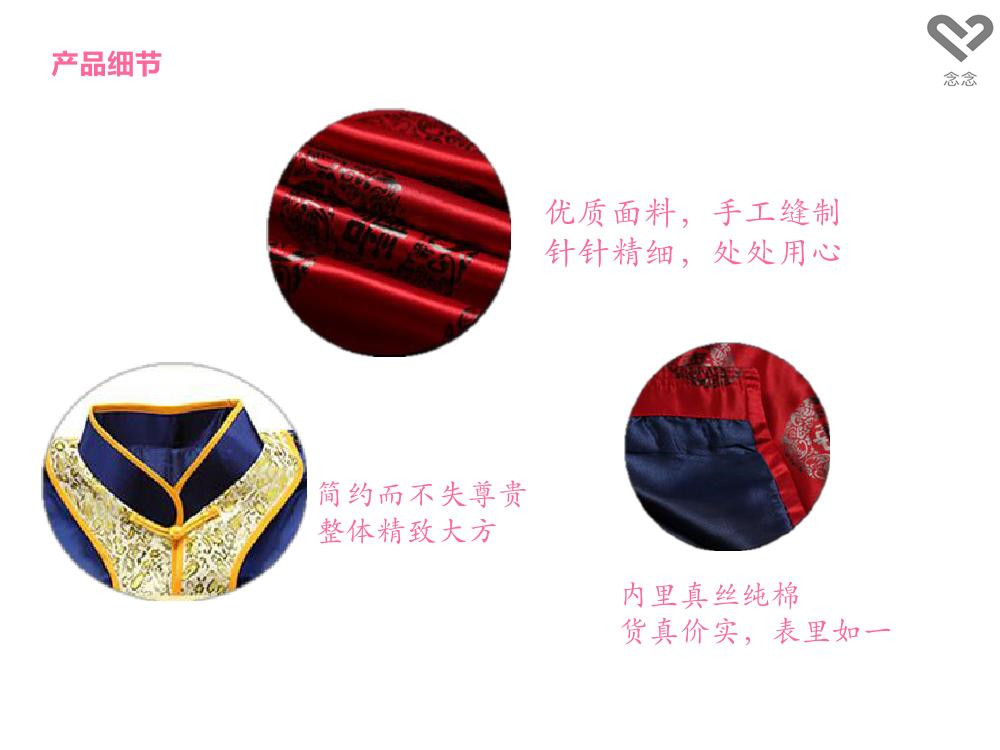 产品细节
念念
优质面料，手工缝制
针针精细，处处用心
简约而不失尊贵
整体精致大方
内里真丝纯棉
货真价实，表里如一